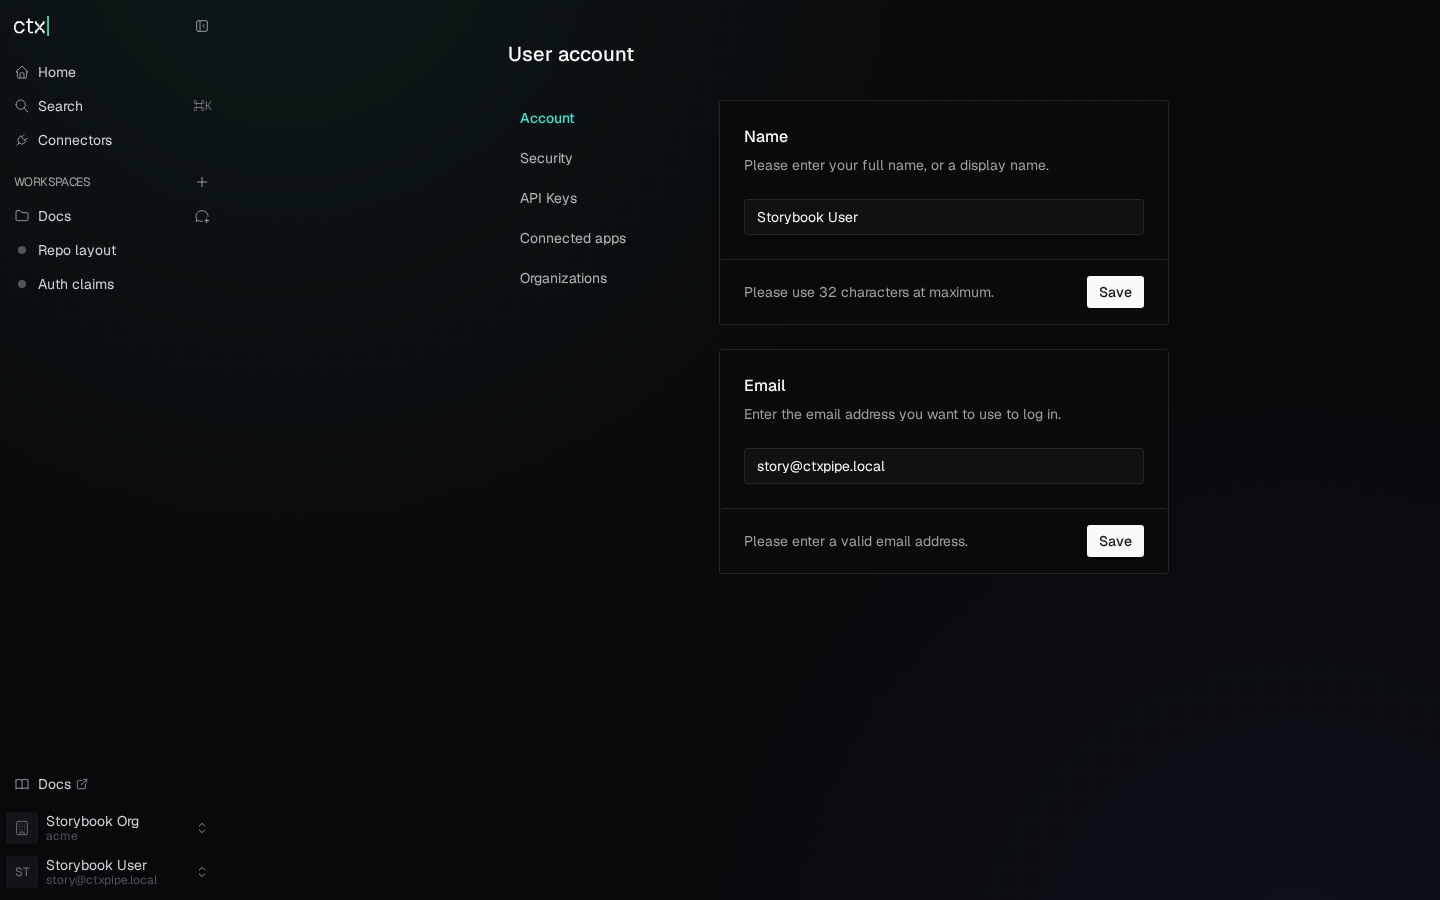 ctx
Home
Search ⌘K
Connectors
WORKSPACES
Docs
Repo layout
Auth claims
Docs
Storybook Org
acme
ST
Storybook User
story@ctxpipe.local
User account
Account
Security
API Keys
Connected apps
Organizations
Name
Please enter your full name, or a display name.
Storybook User
Please use 32 characters at maximum.
Save
Email
Enter the email address you want to use to log in.
story@ctxpipe.local
Please enter a valid email address.
Save